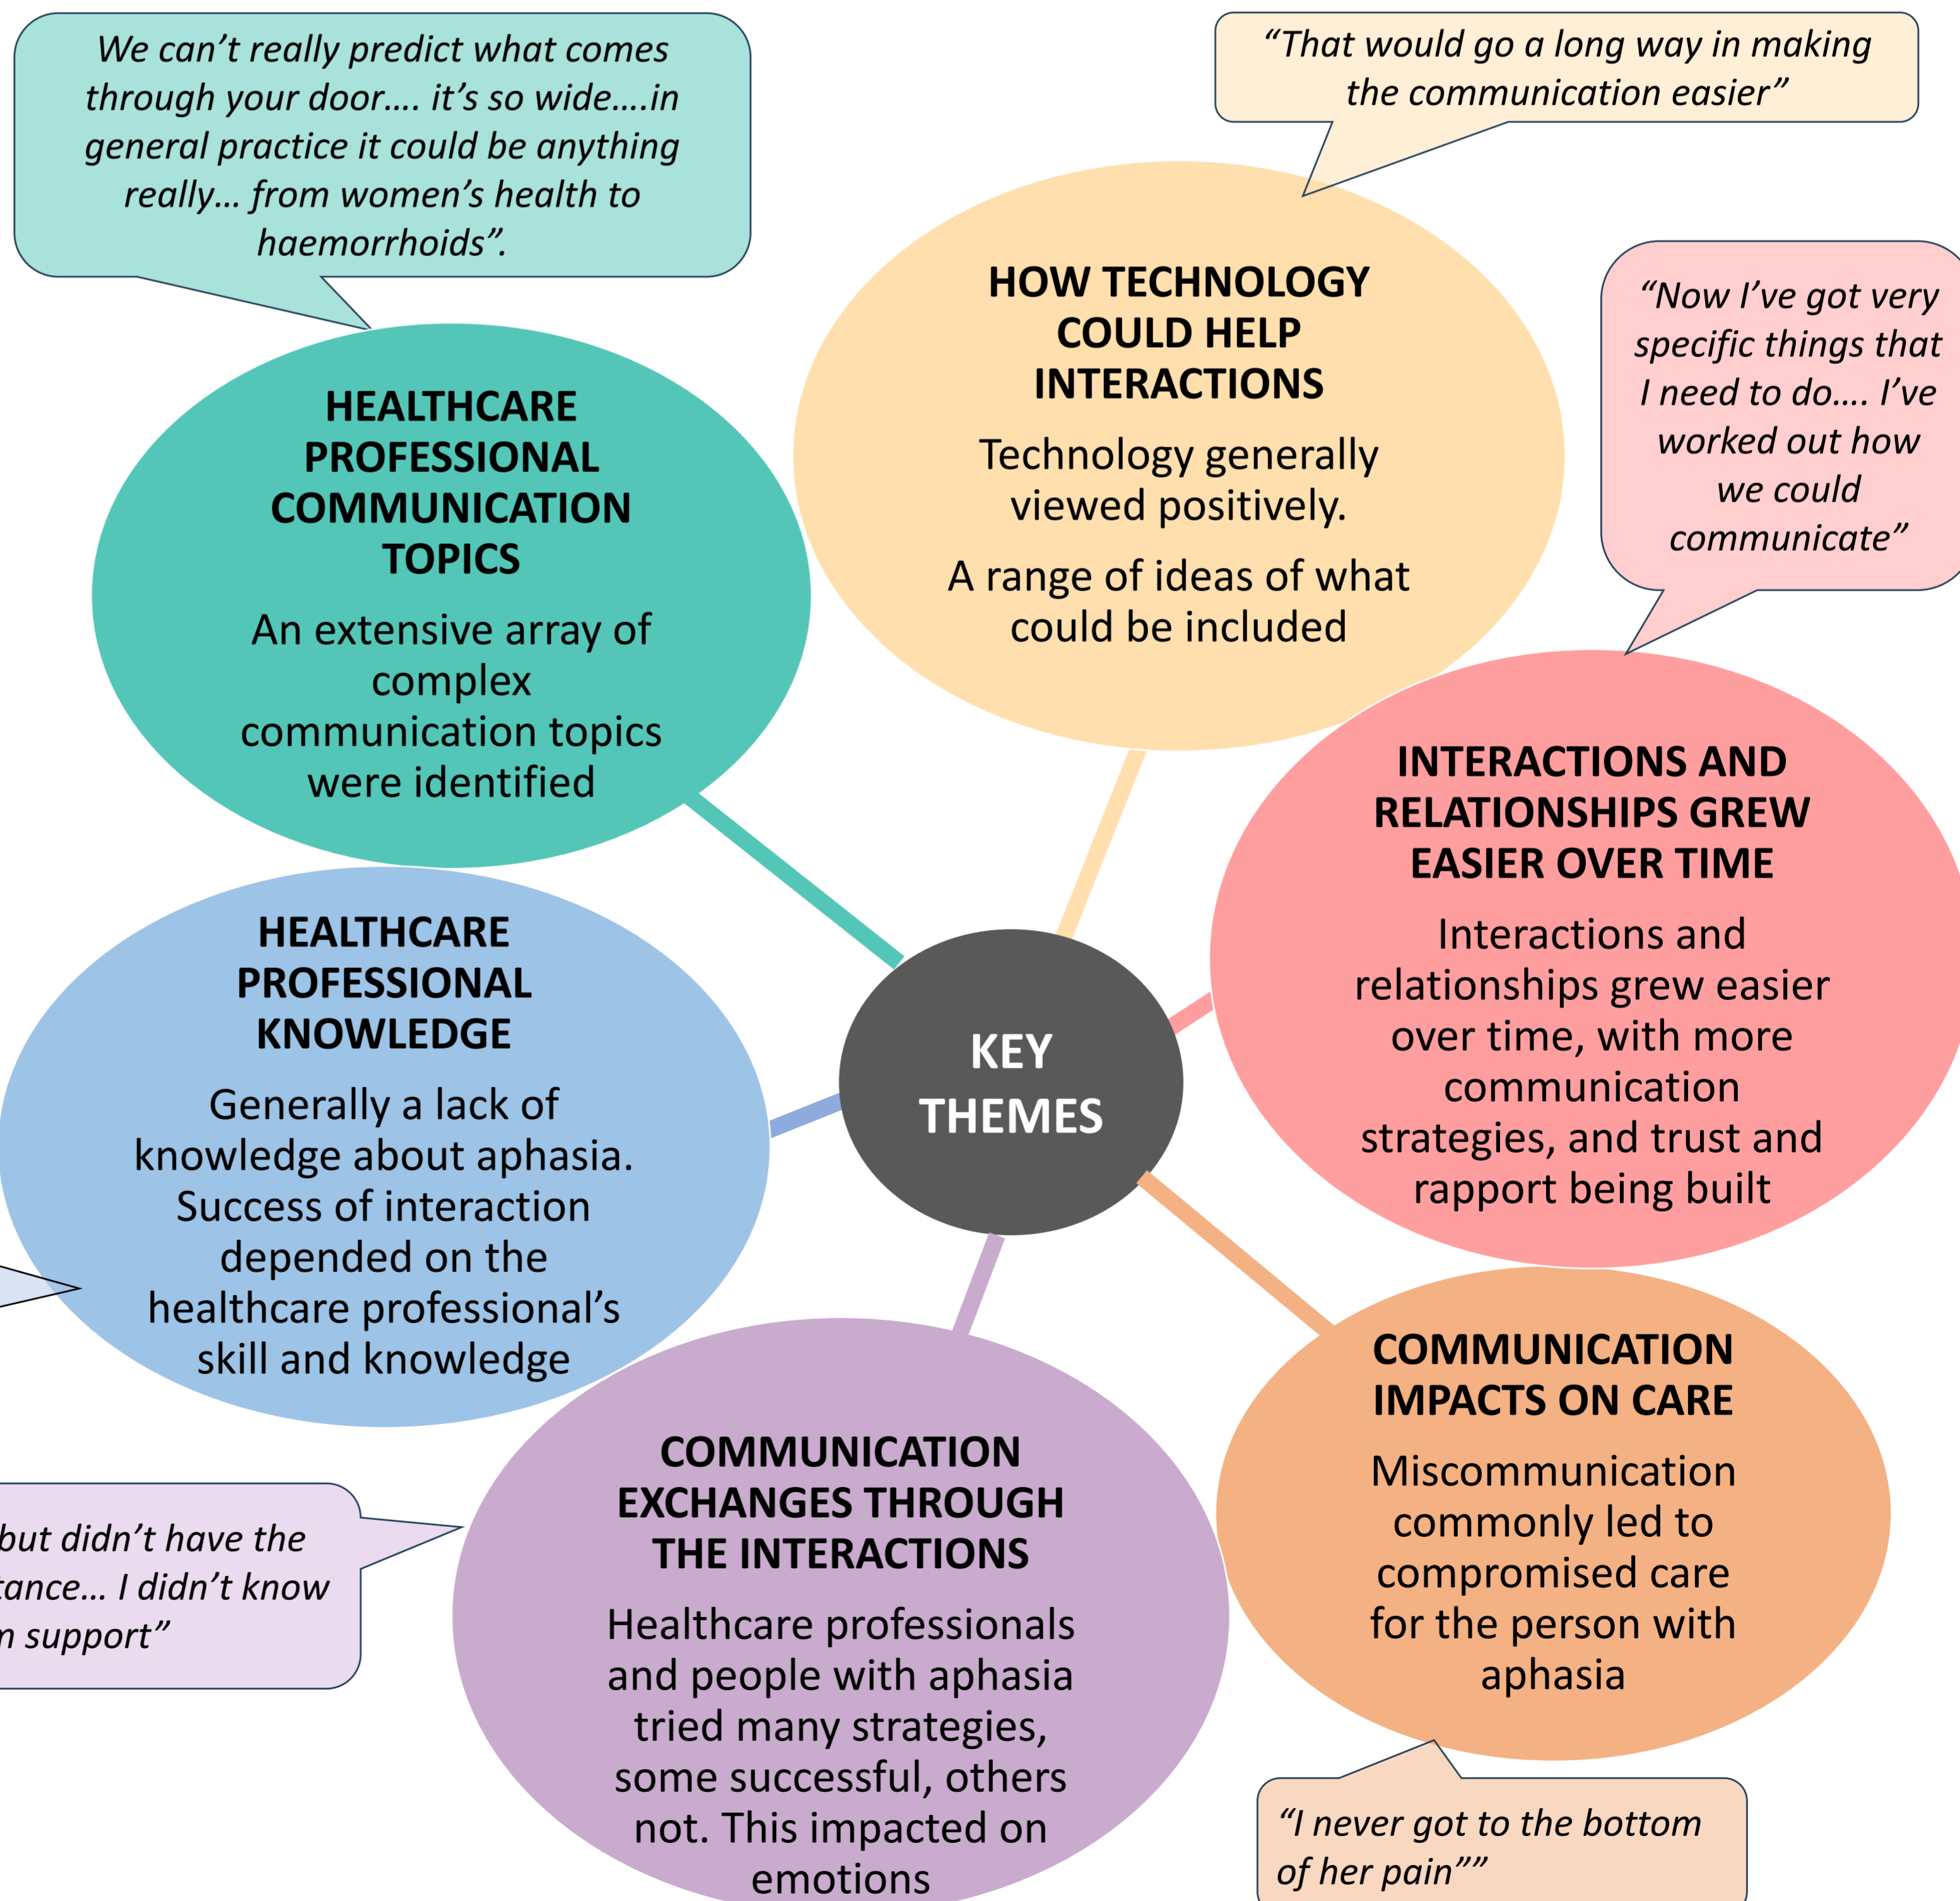 We can’t really predict what comes
through your door.... it’s so wide....in
general practice it could be anything
really… from women’s health to
haemorrhoids”.
“That would go a long way in making
the communication easier”
HOW TECHNOLOGY
COULD HELP
INTERACTIONS
Technology generally
viewed positively.
A range of ideas of what
could be included
“Now I’ve got very
specific things that
I need to do…. I’ve
worked out how
we could
communicate”
HEALTHCARE
PROFESSIONAL
COMMUNICATION
TOPICS
An extensive array of
complex
communication topics
were identified
INTERACTIONS AND
RELATIONSHIPS GREW
EASIER OVER TIME
Interactions and
relationships grew easier
over time, with more
communication
strategies, and trust and
rapport being built
HEALTHCARE
PROFESSIONAL
KNOWLEDGE
Generally a lack of
knowledge about aphasia.
Success of interaction
depended on the
healthcare professional’s
skill and knowledge
KEY
THEMES
COMMUNICATION
IMPACTS ON CARE
Miscommunication
commonly led to
compromised care
for the person with
aphasia
COMMUNICATION
EXCHANGES THROUGH
THE INTERACTIONS
Healthcare professionals
and people with aphasia
tried many strategies,
some successful, others
not. This impacted on
emotions
but didn’t have the
I didn’t know
support”
“I never got to the bottom
of her pain””